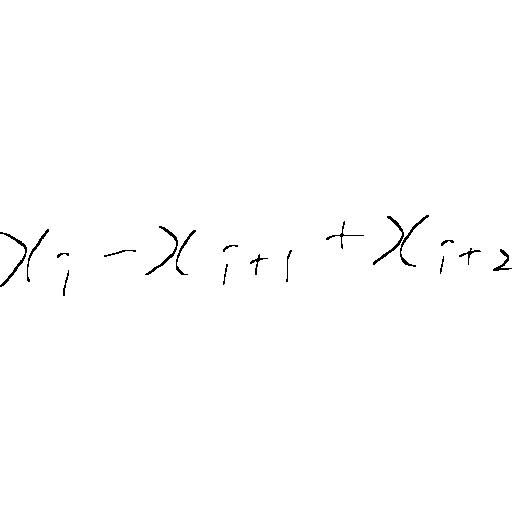 x_i - x_{i+1} + x_{i+2}